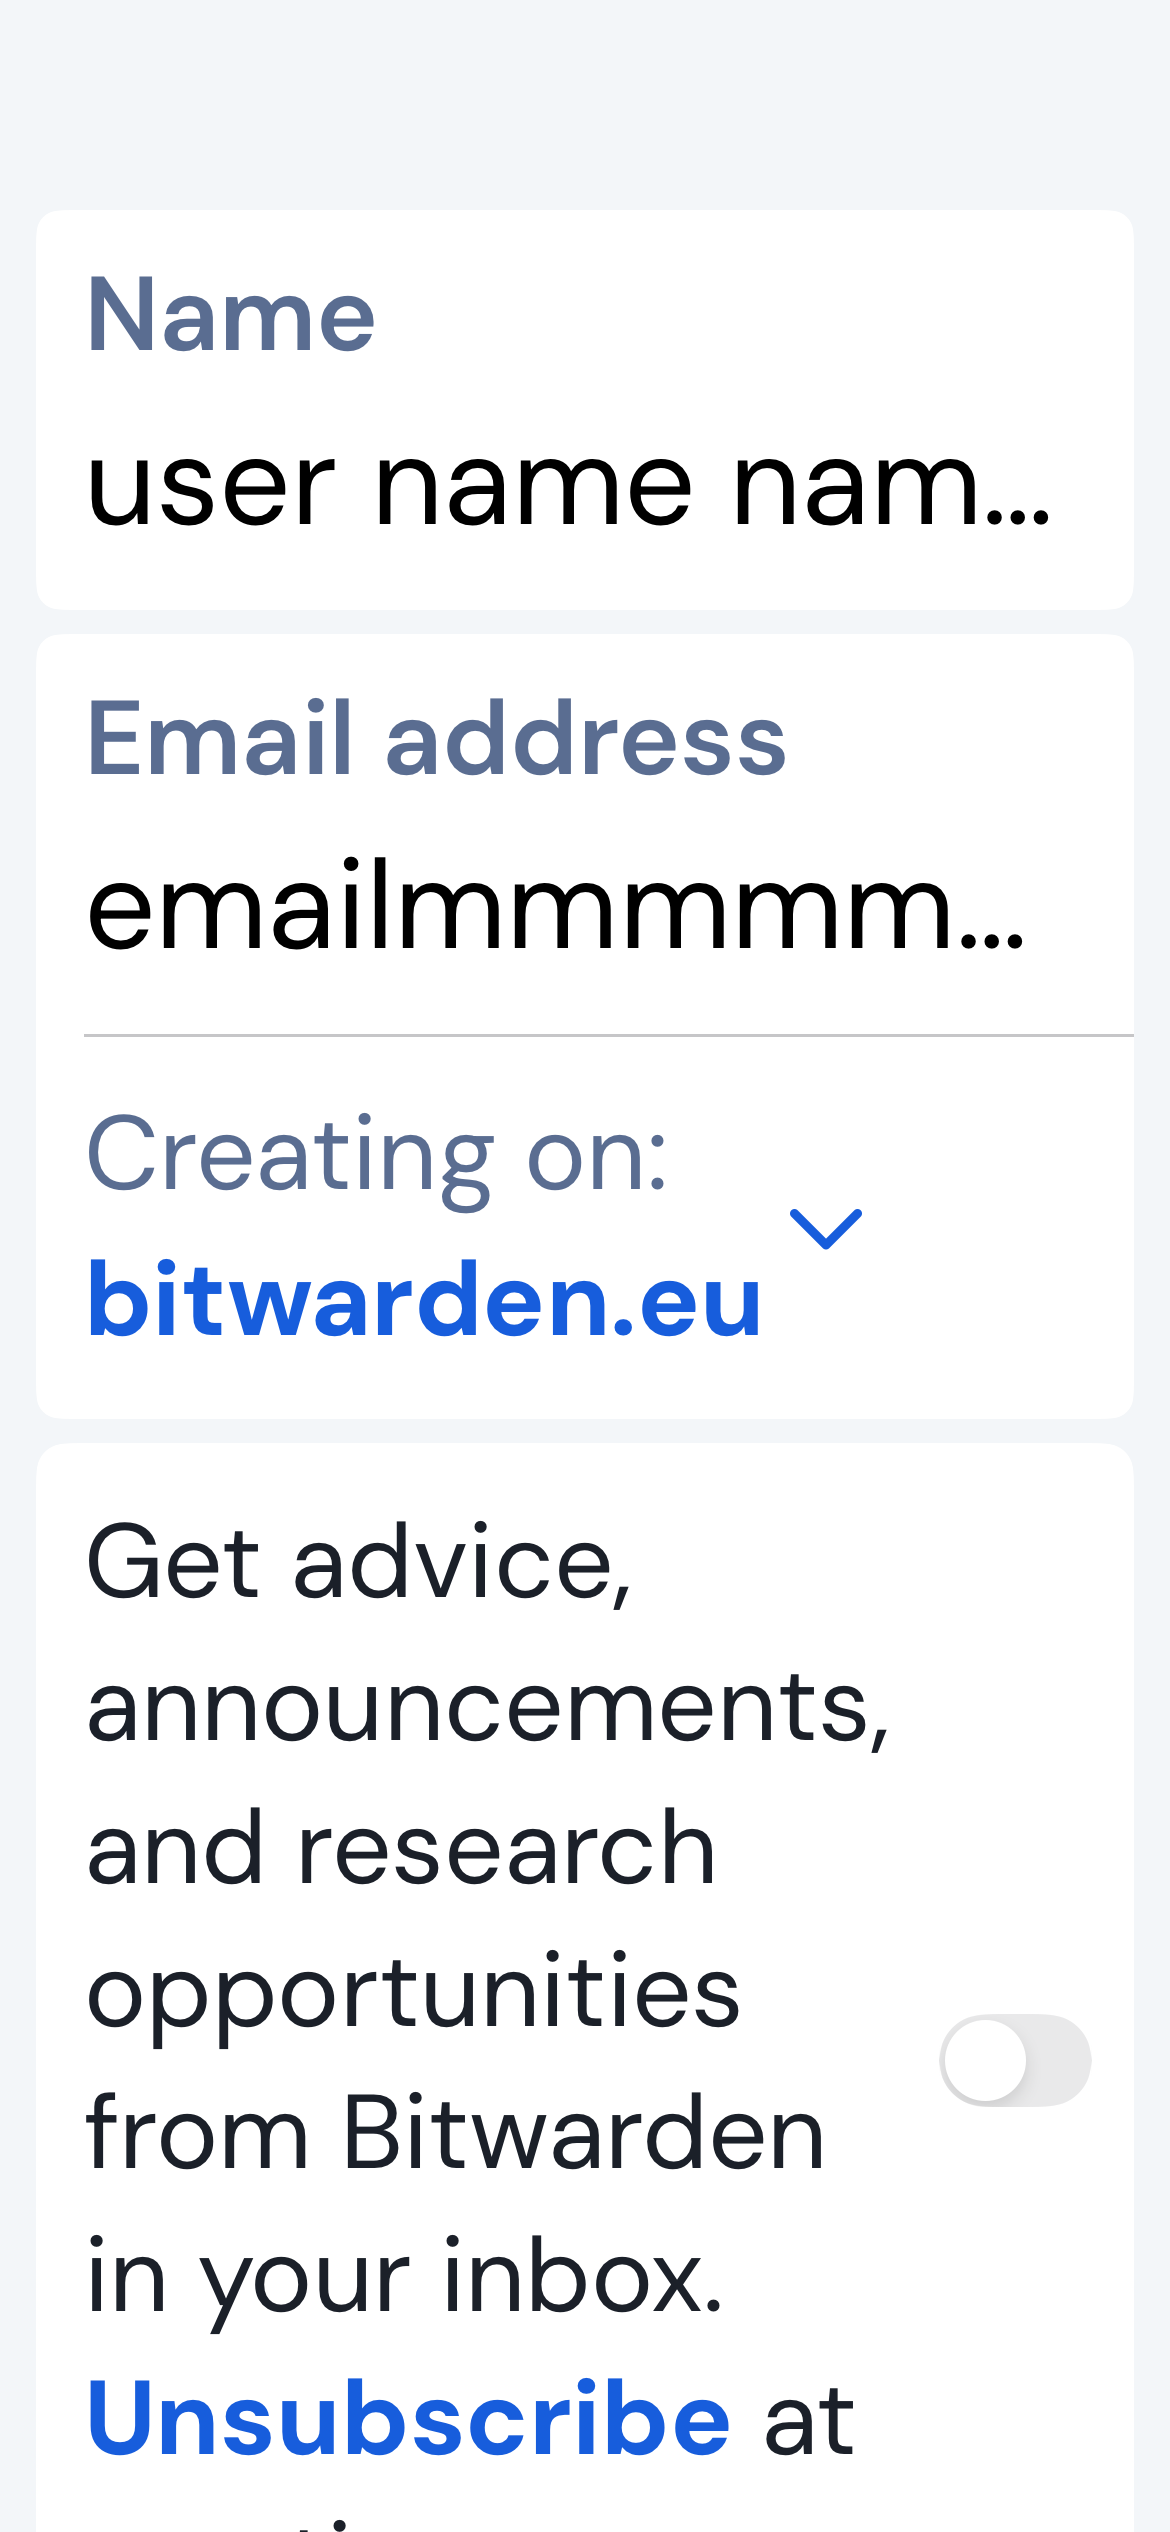 Name
user name nam...
Email address
emailmmmmm...
Creating on:
bitwarden.eu
Get advice,
announcements,
and research
opportunities
from Bitwarden
in your inbox.
Unsubscribe at